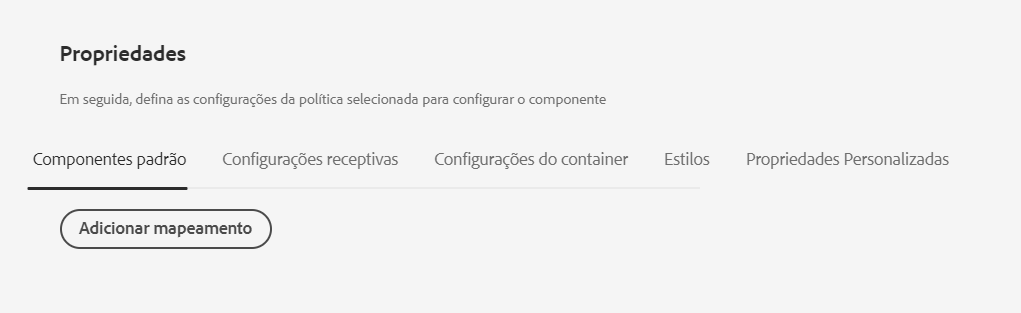 Propriedades
Em seguida, defina as configurações da política selecionada para configurar o componente
Componentes padrão Configurações receptivas Configurações do container Estilos Propriedades Personalizadas
Adicionar mapeamento